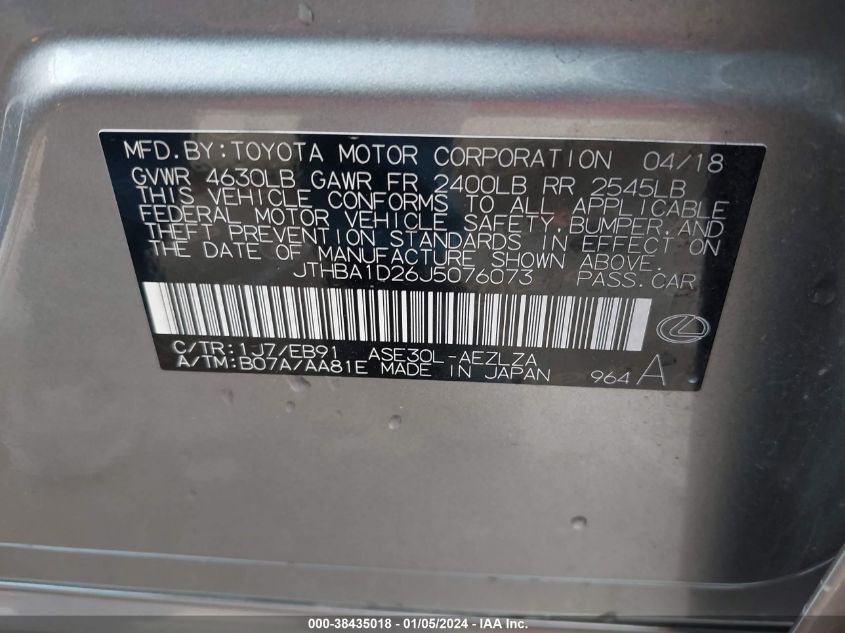 MFD.BY:TOYOTA MOTOR CORPORATION 04/18
GVWR 4630LB GAWR FR 2400LB RR 2545LB
THIS VEHICLE CONFORMS TO ALL APPLICABLE
FEDERAL MOTOR VEHICLE SAFETY,BUMPER,AND
THEFT PREVENTION STANDARDS IN EFFECT ON
THE DATE OF MANUFACTURE SHOWN ABOVE.
JTHBA1D26J5076073 PASS.CAR
C/TR:1J7/EB91 ASE30L-AEZLZA
A/TM:B07A/AA81E MADE IN JAPAN 964 A
000-38435018 - 01/05/2024 - IAA Inc.